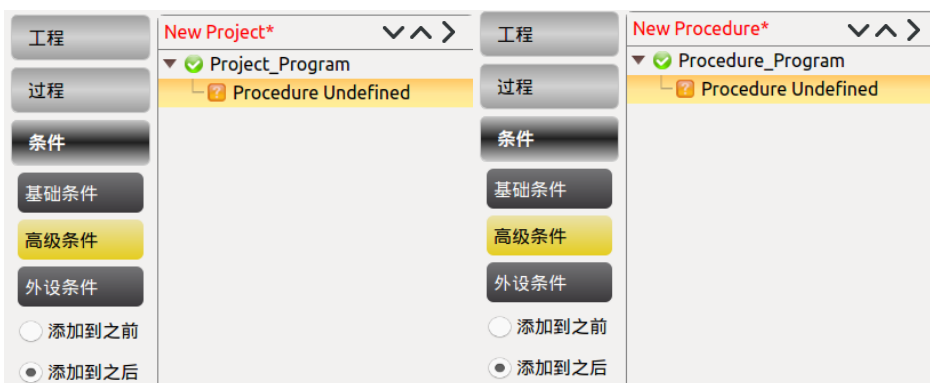 工程
过程
条件
基础条件
高级条件
外设条件
添加到之前
添加到之后
New Project*
Project_Program
Procedure Undefined
工程
过程
条件
基础条件
高级条件
外设条件
添加到之前
添加到之后
New Procedure*
Procedure_Program
Procedure Undefined